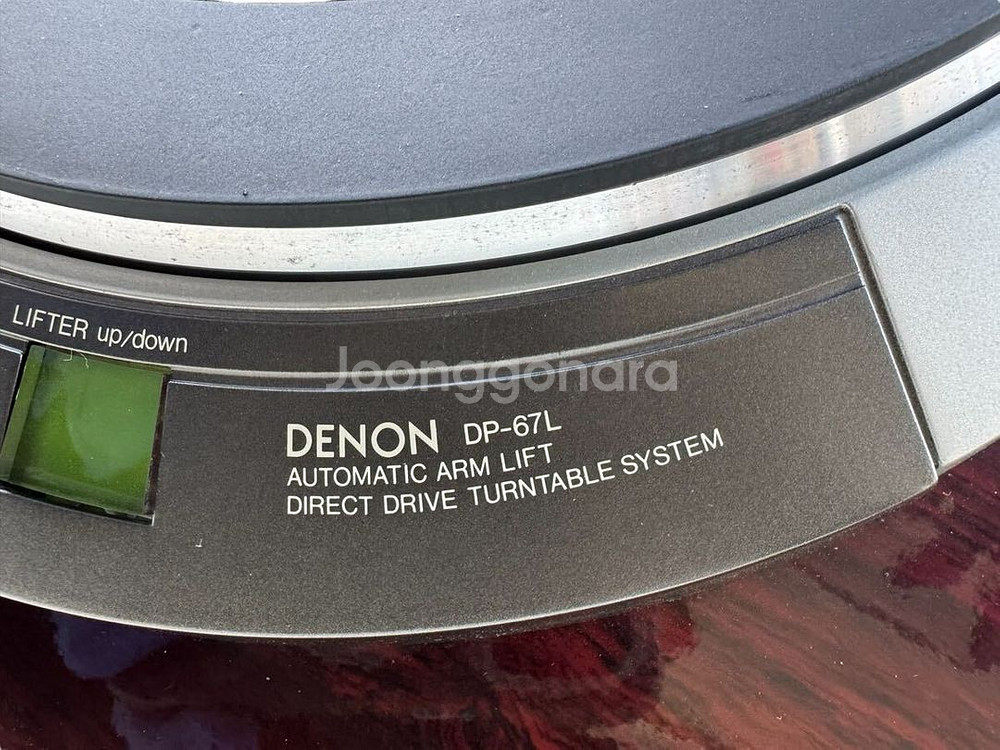 LIFTER up/down
Joonggonara
DENON DP-67L
AUTOMATIC ARM LIFT
DIRECT DRIVE TURNTABLE SYSTEM